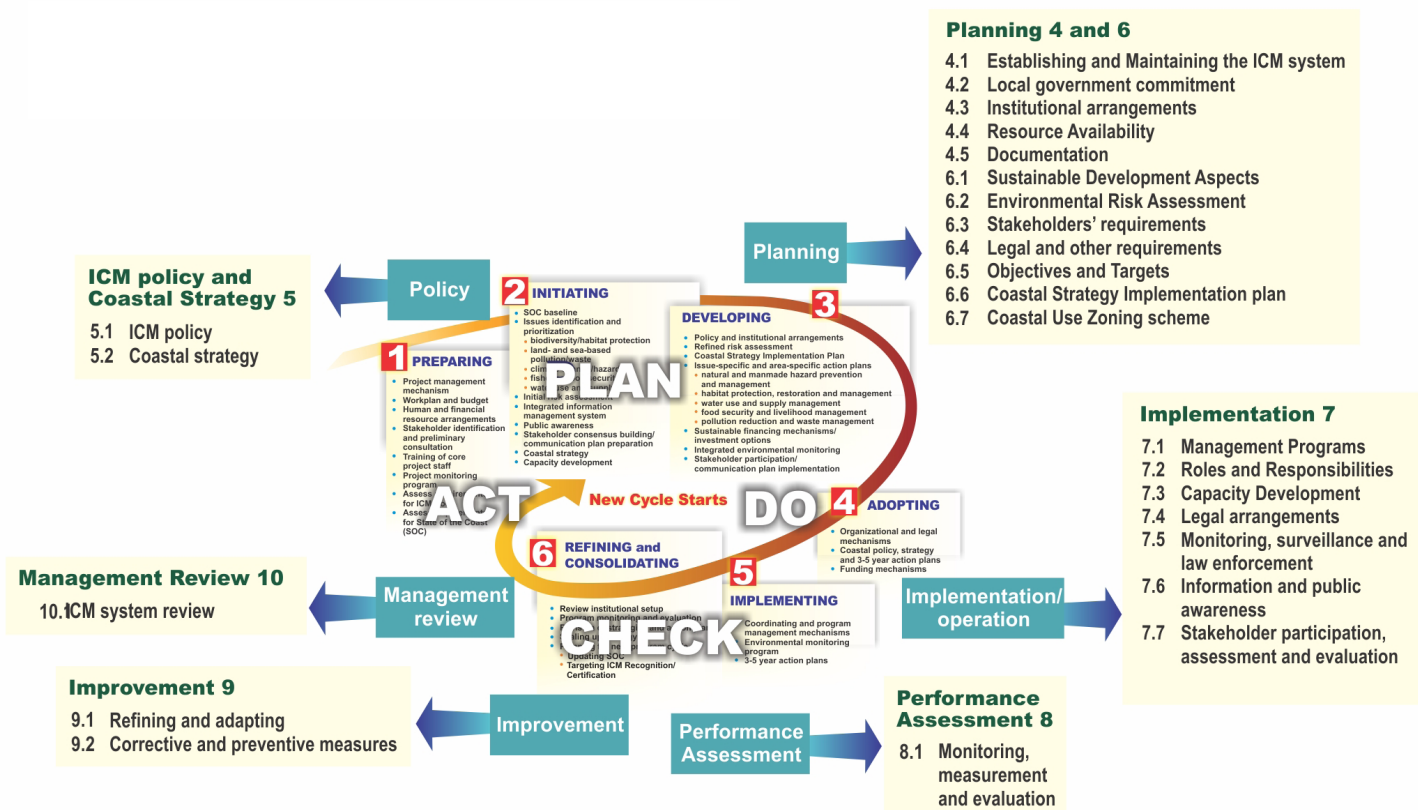 Planning 4 and 6
4.1 Establishing and Maintaining the ICM system
4.2 Local government commitment
4.3 Institutional arrangements
4.4 Resource Availability
4.5 Documentation
6.1 Sustainable Development Aspects
6.2 Environmental Risk Assessment
6.3 Stakeholders' requirements
6.4 Legal and other requirements
6.5 Objectives and Targets
6.6 Coastal Strategy Implementation plan
6.7 Coastal Use Zoning scheme
Planning
ICM policy and
Coastal Strategy 5
5.1 ICM policy
5.2 Coastal strategy
Policy
1 PREPARING
• Project management
mechanism
• Workplan and budget
• Human and financial
resource arrangements
• Stakeholder identification
and preliminary
consultation
• Training of core
project staff
• Project monitoring
program
• Assess
for ICM
• Asses
for State of the Coast
(SOC)
2 INITIATING
• SOC baseline
• Issues identification and
prioritization
• biodiversity/habitat protection
• land- and sea-based
pollution/waste
• Initial risk
• Integrated information
management system
• Public awareness
• Stakeholder consensus building/
communication plan preparation
• Coastal strategy
• Capacity development
PLAN
3
DEVELOPING
• Policy and institutional arrangements
• Refined risk assessment
• Coastal Strategy Implementation Plan
• Issue-specific and area-specific action plans
• natural and manmade hazard prevention
and management
• habitat protection, restoration and management
• water use and supply management
• food security and livelihood management
• pollution reduction and waste management
• Sustainable financing mechanisms/
investment options
• Integrated environmental monitoring
• Stakeholder participation/
communication plan implementation
ACT
New Cycle Starts
DO
4 ADOPTING
• Organizational and legal
mechanisms
• Coastal policy, strategy
and 3-5 year action plans
• Funding mechanisms
5
IMPLEMENTING
• Coordinating and program
management mechanisms
• Environmental monitoring
program
• 3-5 year action plans
6 REFINING and
CONSOLIDATING
• Review institutional setup
• Program monitoring and evaluation
• Updating SOC
• Targeting ICM Recognition/
Certification
CHECK
Implementation 7
7.1 Management Programs
7.2 Roles and Responsibilities
7.3 Capacity Development
7.4 Legal arrangements
7.5 Monitoring, surveillance and
law enforcement
7.6 Information and public
awareness
7.7 Stakeholder participation,
assessment and evaluation
Implementation/
operation
Management Review 10
10.1 ICM system review
Management
review
Improvement 9
9.1 Refining and adapting
9.2 Corrective and preventive measures
Improvement
Performance
Assessment
Performance
Assessment 8
8.1 Monitoring,
measurement
and evaluation